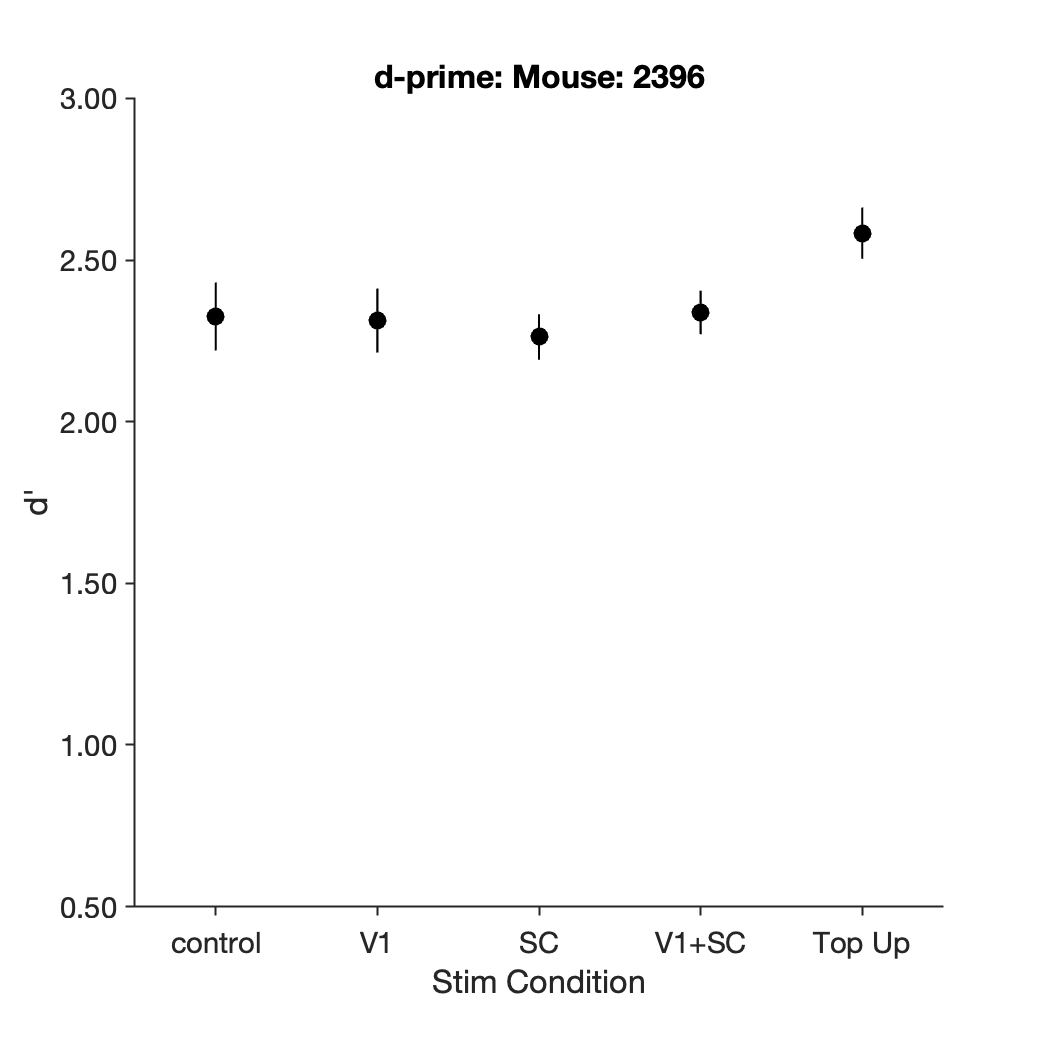 d-prime: Mouse: 2396
3.00
2.50
2.00
1.50
1.00
0.50
d'
control V1 SC V1+SC Top Up
Stim Condition